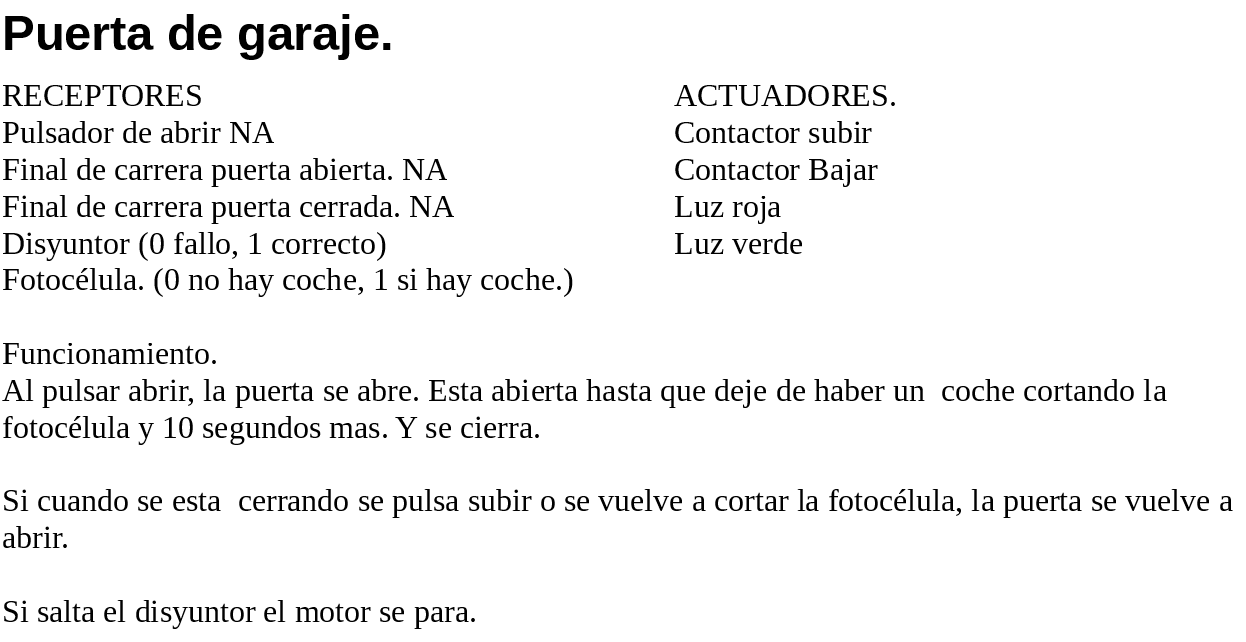 Puerta de garaje.
RECEPTORES
Pulsador de abrir NA
Final de carrera puerta abierta. NA
Final de carrera puerta cerrada. NA
Disyuntor (0 fallo, 1 correcto)
Fotocélula. (0 no hay coche, 1 si hay coche.)
ACTUADORES.
Contactor subir
Contactor Bajar
Luz roja
Luz verde
Funcionamiento.
Al pulsar abrir, la puerta se abre. Esta abierta hasta que deje de haber un  coche cortando la
fotocélula y 10 segundos mas. Y se cierra.
Si cuando se esta  cerrando se pulsa subir o se vuelve a cortar la fotocélula, la puerta se vuelve a
abrir.
Si salta el disyuntor el motor se para.